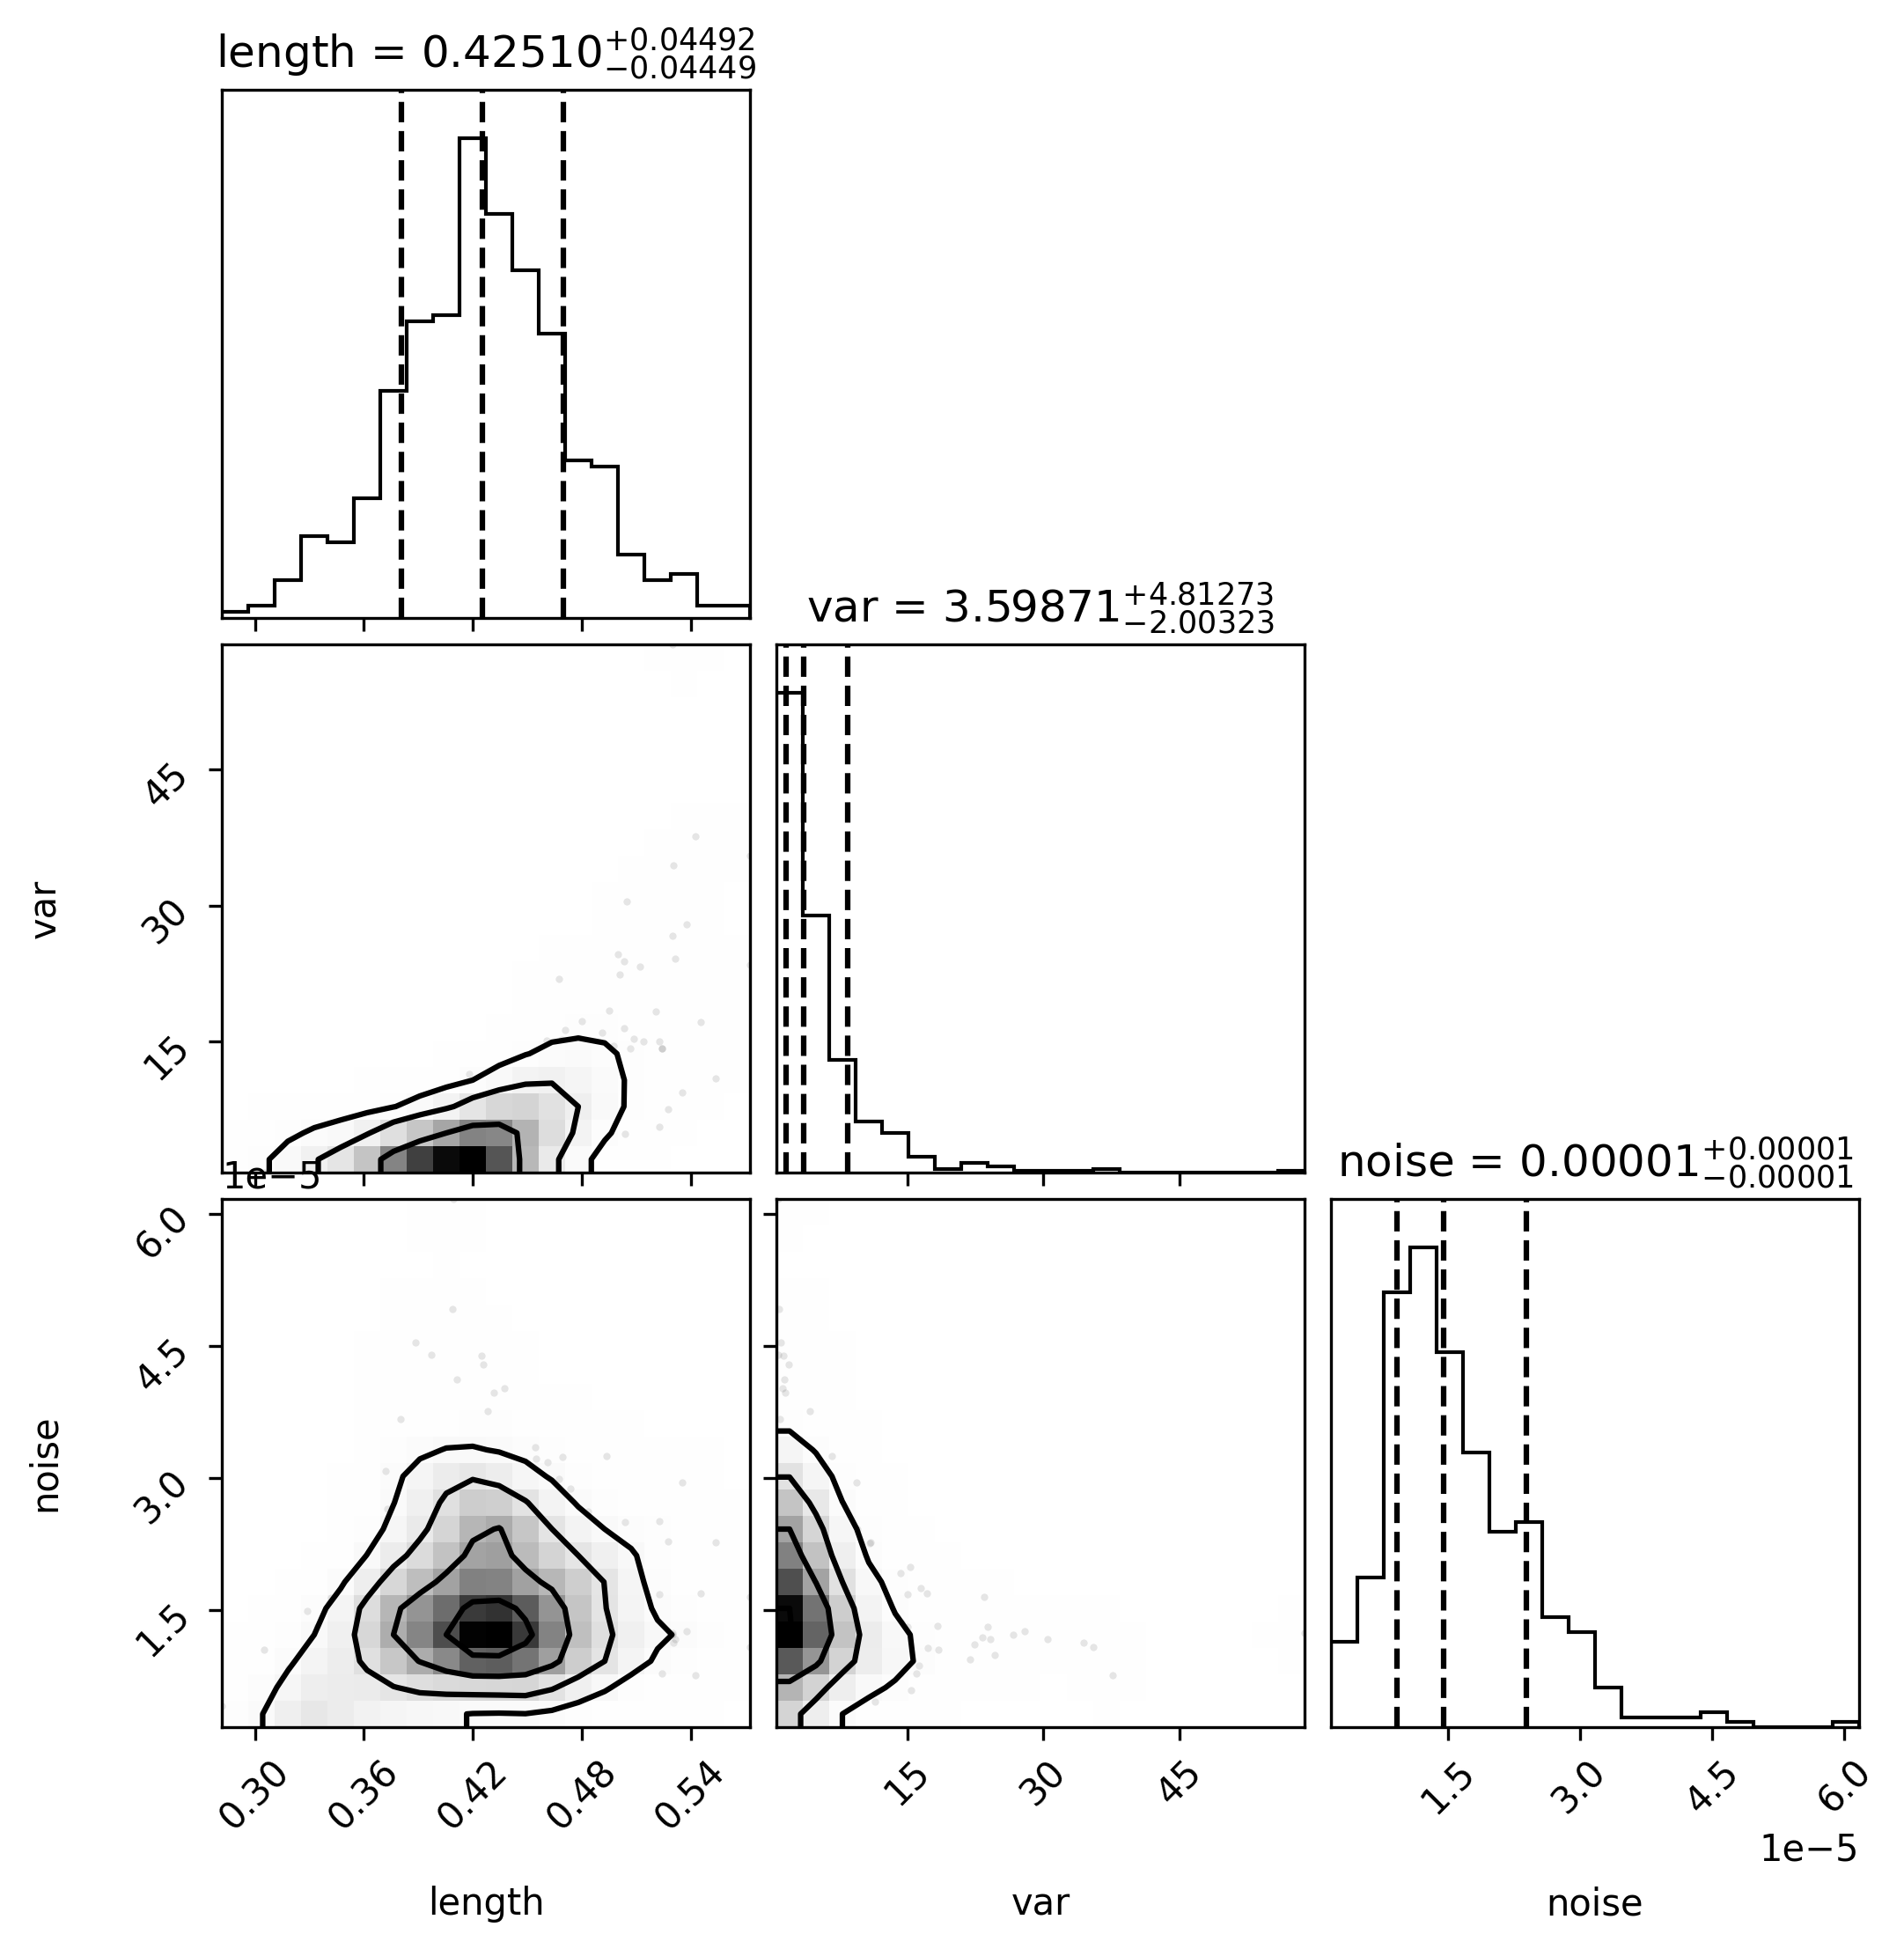 length = 0.42510 +0.04492 −0.04449
var = 3.59871 +4.81273 −2.00323
45
30
15
var
noise = 0.00001 +0.00001 −0.00001
1e−5
6.0
4.5
3.0
1.5
noise
0.30 0.36 0.42 0.48 0.54
15 30 45
1.5 3.0 4.5 6.0
1e−5
length
var
noise